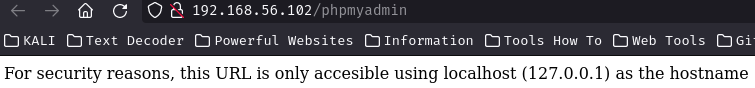 192.168.56.102/phpmyadmin
KALI Text Decoder Powerful Websites Information Tools How To Web Tools Gi
For security reasons, this URL is only accesible using localhost (127.0.0.1) as the hostname